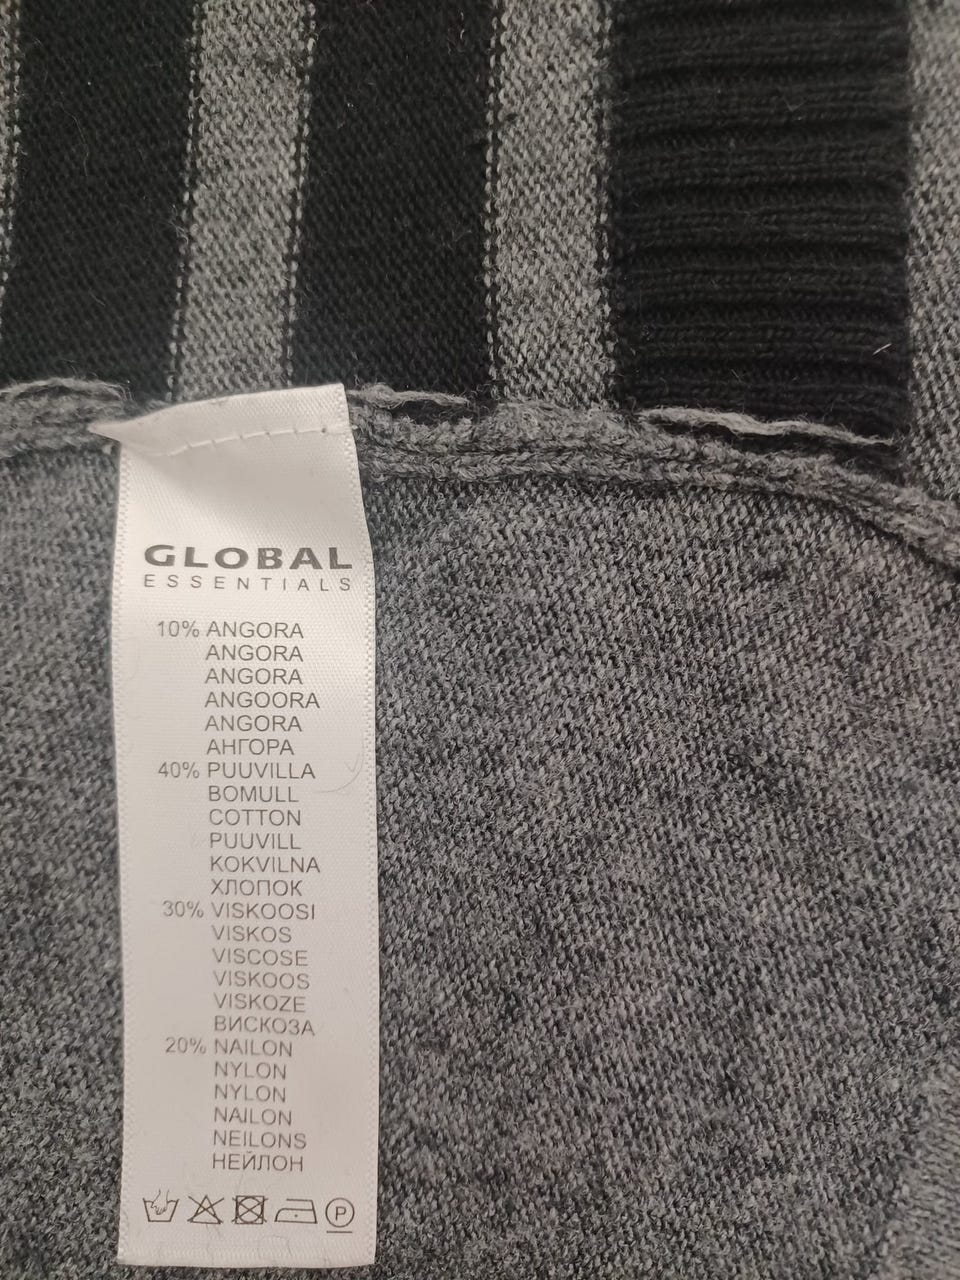 GLOBAL
ESSENTIALS
10% ANGORA
ANGORA
ANGORA
ANGOORA
ANGORA
АНГОРА
40% PUUVILLA
BOMULL
COTTON
PUUVILL
KOKVILNA
ХЛОПОК
30% VISKOOSI
VISKOS
VISCOSE
VISKOOS
VISKOZE
ВИСКОЗА
20% NAILON
NYLON
NYLON
NAILON
NEILONS
НЕЙЛОН
P